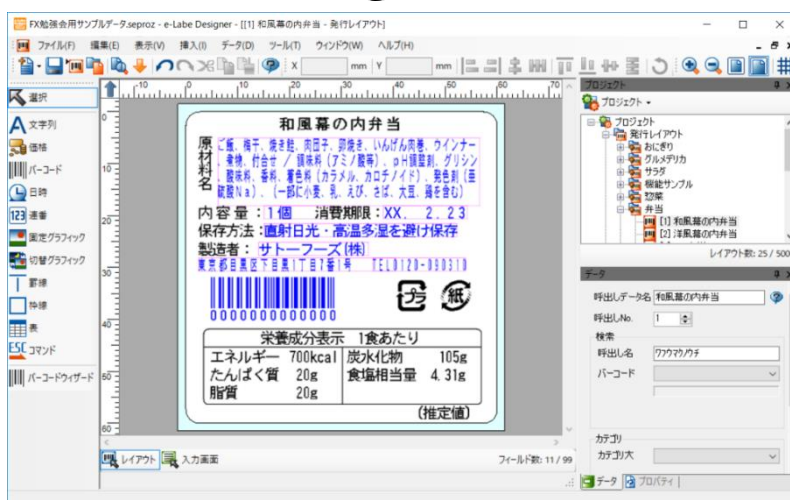 FX勉強会用サンプルデータ.seproz - e-Labe Designer - [[1] 和風幕の内弁当 - 発行レイアウト]
ファイル(F) 編集(E) 表示(V) 挿入(I) データ(D) ツール(T) ウィンドウ(W) ヘルプ(H)
X mm Y mm
選択
文字列
価格
バーコード
日時
123 連番
固定グラフィック
切替グラフィック
罫線
枠線
表
ESC コマンド
バーコードウィザード
10 0 10 20 30 40 50 60 70
0
10
20
30
40
50
60
和風幕の内弁当
原材料名
ご飯、梅干、焼き鮭、肉団子、卵焼き、いんげん肉巻、ウインナー
、煮物、付合せ / 調味料(アミノ酸等)、pH調整剤、グリシン
、酸味料、香料、着色料(カラメル、カロチノイド)、発色剤(亜
硫酸Na)、(一部に小麦、乳、えび、さば、大豆、鶏を含む)
内容量:1個 消費期限:XX. 2.23
保存方法:直射日光・高温多湿を避け保存
製造者: サトーフーズ(株)
東京都目黒区下目黒1丁目7番1号 TEL0120-090310
0000000000000
プラ 紙
栄養成分表示 1食あたり
エネルギー 700kcal 炭水化物 105g
たんぱく質 20g 食塩相当量 4.31g
脂質 20g
(推定値)
レイアウト 入力画面
フィールド数: 11 / 99
プロジェクト
プロジェクト
プロジェクト
発行レイアウト
おにぎり
グルメデリカ
サラダ
機能サンプル
惣菜
弁当
[1] 和風幕の内弁当
[2] 洋風幕の内弁当
レイアウト数: 25 / 500
データ
呼出しデータ名 和風幕の内弁当
呼出しNo. 1
検索
呼出し名 ワフウマクノウチ
バーコード
カテゴリ
カテゴリ大
データ プロパティ